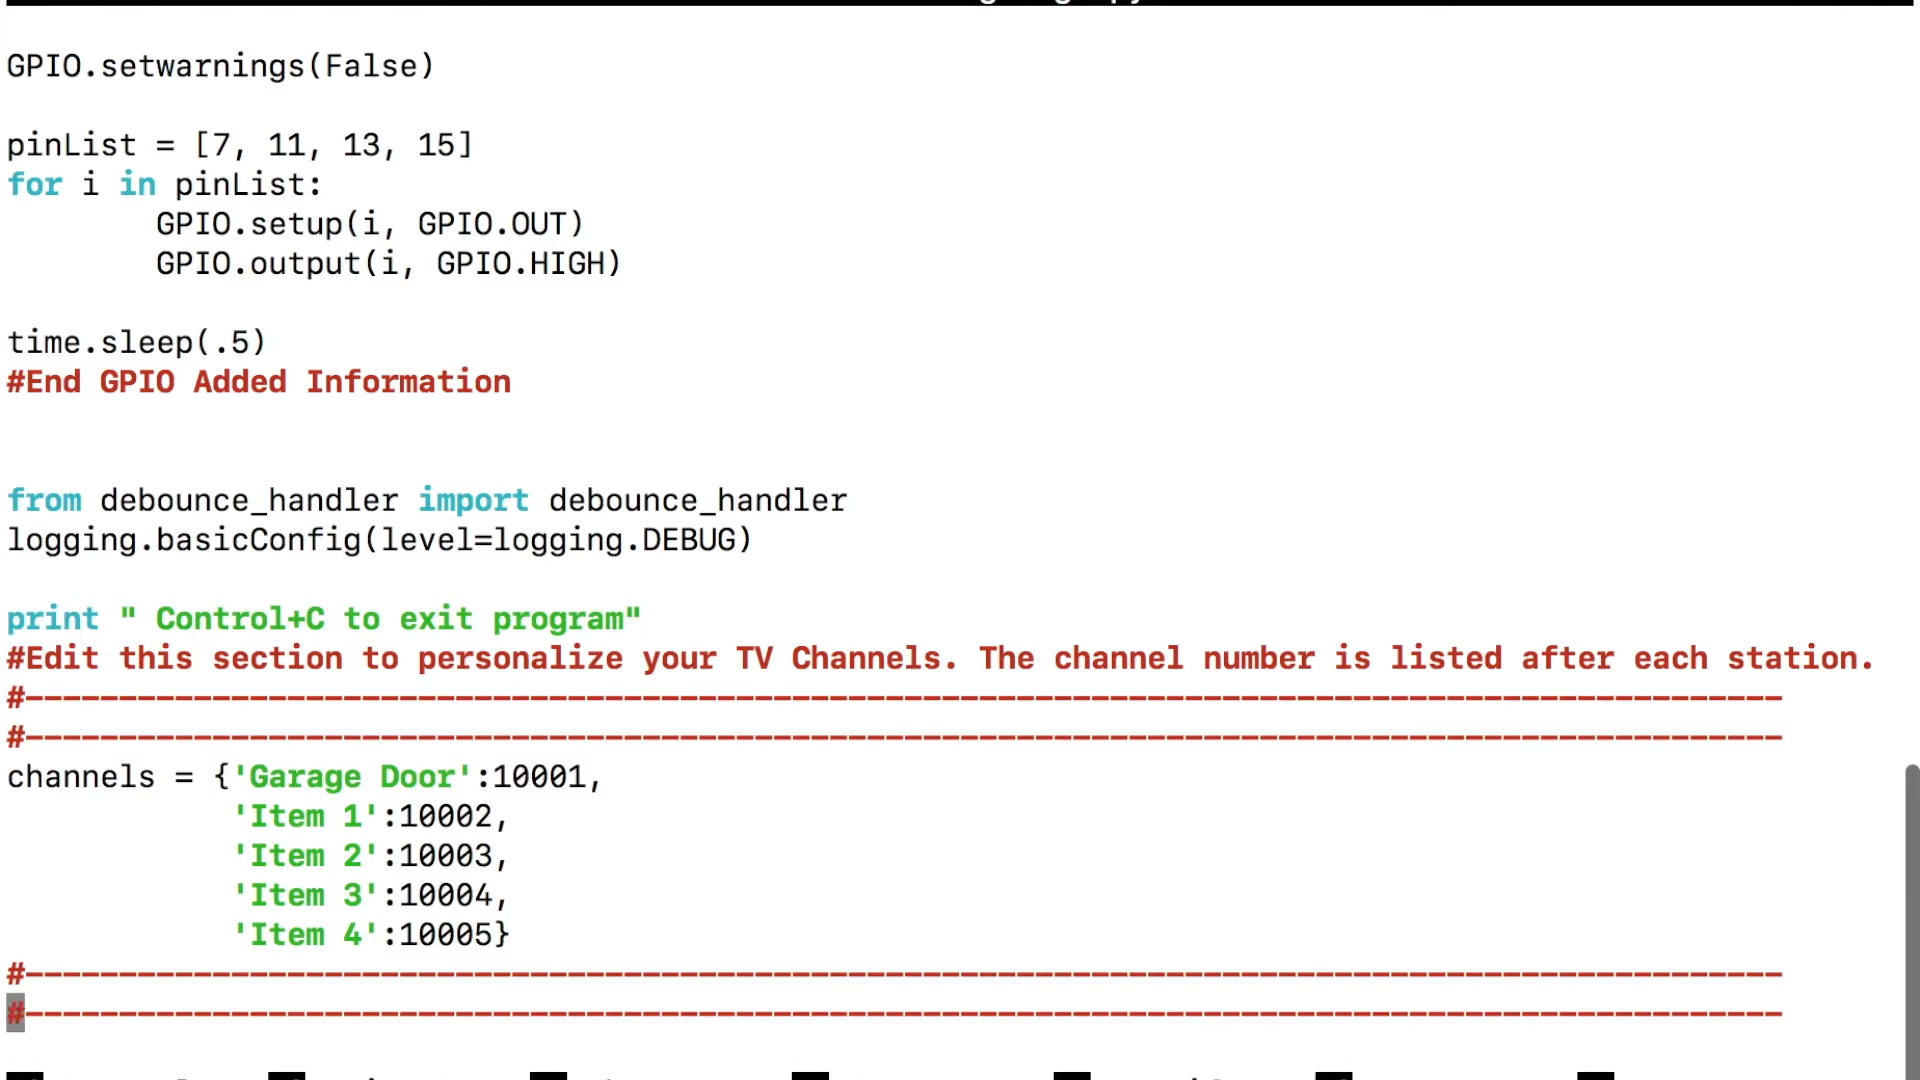 GPIO.setwarnings(False)
pinList = [7, 11, 13, 15]
for i in pinList:
GPIO.setup(i, GPIO.OUT)
GPIO.output(i, GPIO.HIGH)
time.sleep(.5)
#End GPIO Added Information
from debounce_handler import debounce_handler
logging.basicConfig(level=logging.DEBUG)
print " Control+C to exit program"
#Edit this section to personalize your TV Channels. The channel number is listed after each station.
#----------------------------------------------------------------------------------------------
#----------------------------------------------------------------------------------------------
channels = {'Garage Door':10001,
'Item 1':10002,
'Item 2':10003,
'Item 3':10004,
'Item 4':10005}
#----------------------------------------------------------------------------------------------
#----------------------------------------------------------------------------------------------